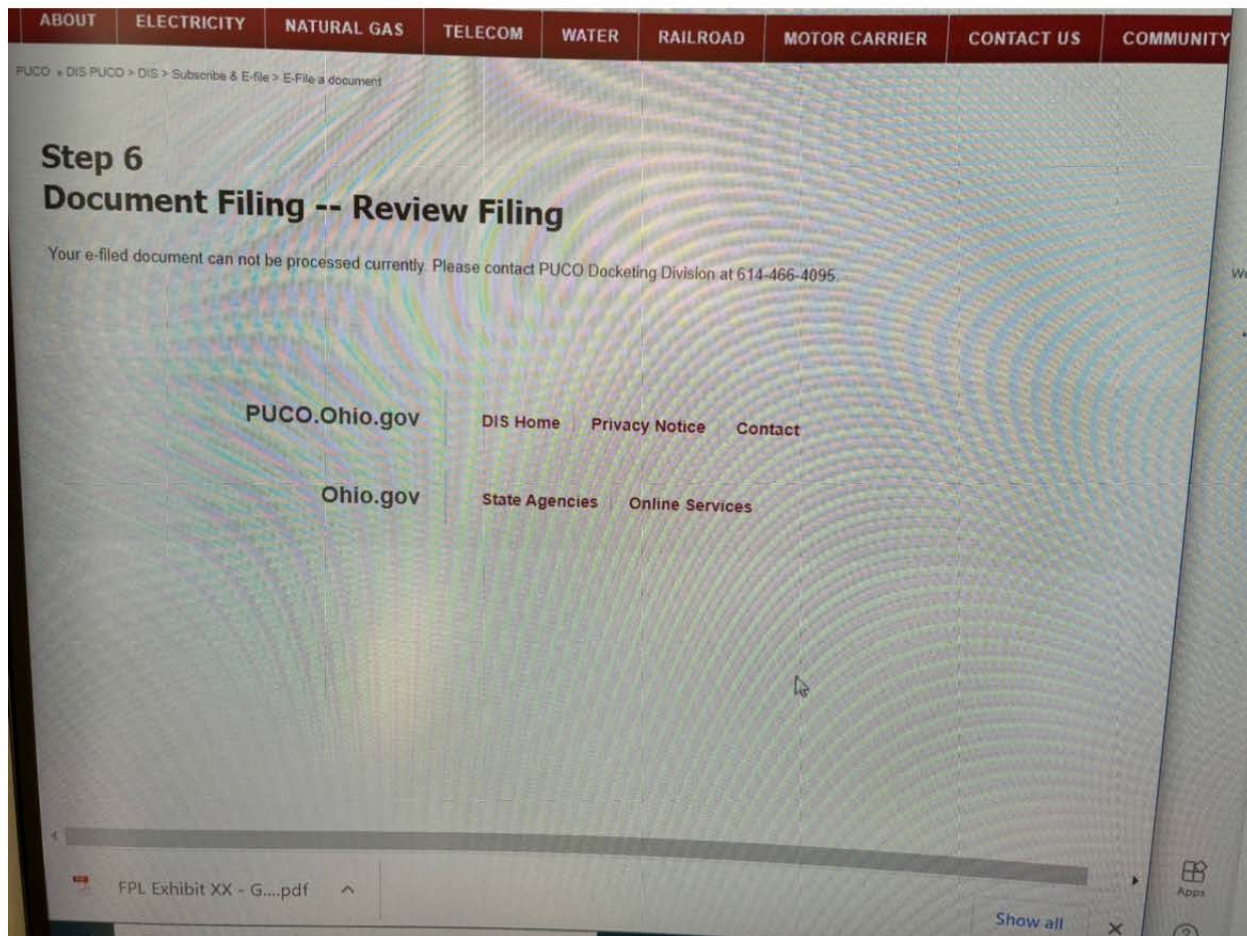 ABOUT ELECTRICITY NATURAL GAS TELECOM WATER RAILROAD MOTOR CARRIER CONTACT US COMMUNITY
PUCO » DIS PUCO > DIS > Subscribe & E-file > E-File a document
Step 6
Document Filing -- Review Filing
Your e-filed document can not be processed currently. Please contact PUCO Docketing Division at 614-466-4095
PUCO.Ohio.gov DIS Home Privacy Notice Contact
Ohio.gov State Agencies Online Services
FPL Exhibit XX - G....pdf
Apps
Show all